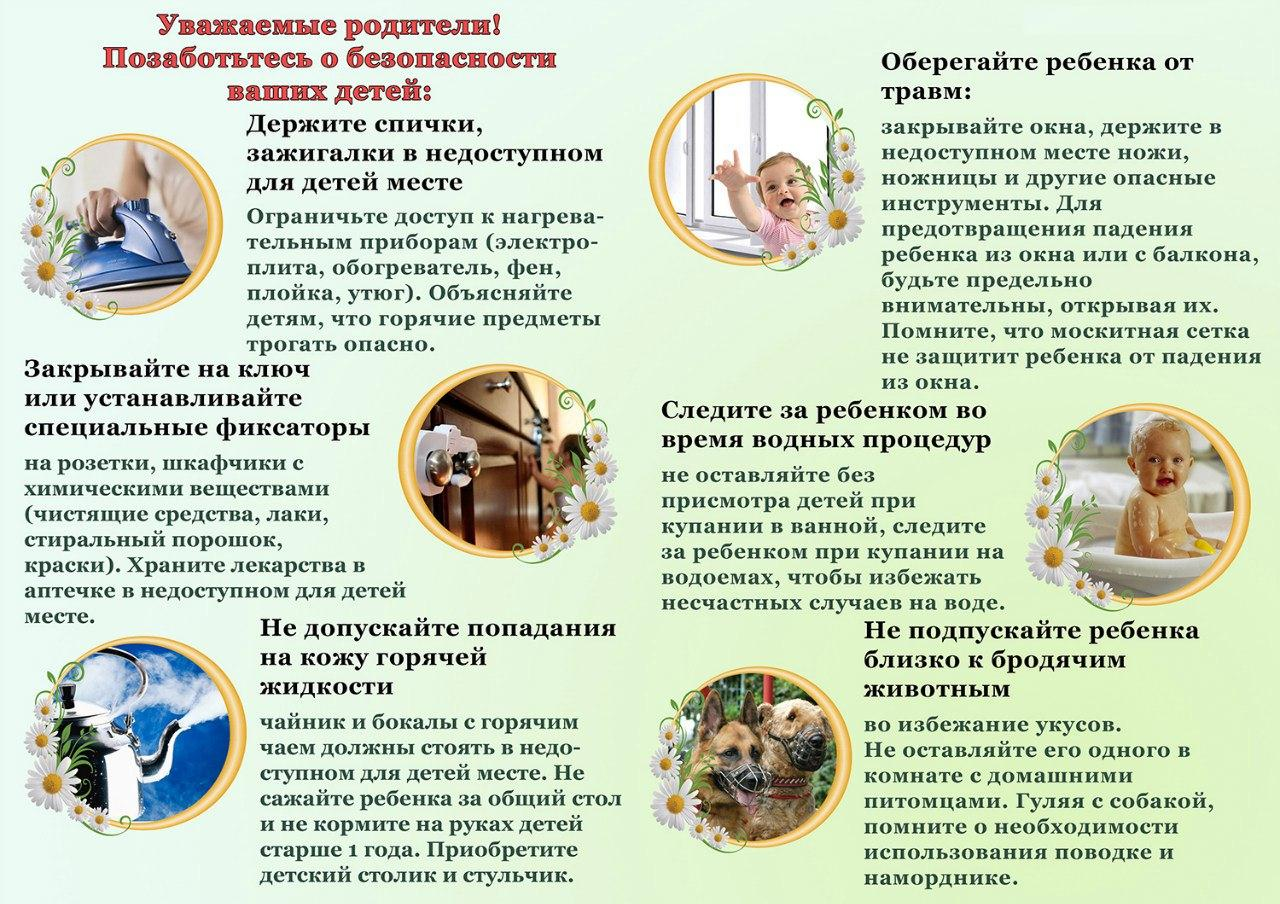 Уважаемые родители!
Позаботьтесь о безопасности
ваших детей:
Держите спички,
зажигалки в недоступном
для детей месте
Ограничьте доступ к нагрева-
тельным приборам (электро-
плита, обогреватель, фен,
плойка, утюг). Объясняйте
детям, что горячие предметы
трогать опасно.
Закрывайте на ключ
или устанавливайте
специальные фиксаторы
на розетки, шкафчики с
химическими веществами
(чистящие средства, лаки,
стиральный порошок,
краски). Храните лекарства в
аптечке в недоступном для детей
месте.
Не допускайте попадания
на кожу горячей
жидкости
чайник и бокалы с горячим
чаем должны стоять в недо-
ступном для детей месте. Не
сажайте ребенка за общий стол
и не кормите на руках детей
старше 1 года. Приобретите
детский столик и стульчик.
Оберегайте ребенка от
травм:
закрывайте окна, держите в
недоступном месте ножи,
ножницы и другие опасные
инструменты. Для
предотвращения падения
ребенка из окна или с балкона,
будьте предельно
внимательны, открывая их.
Помните, что москитная сетка
не защитит ребенка от падения
из окна.
Следите за ребенком во
время водных процедур
не оставляйте без
присмотра детей при
купании в ванной, следите
за ребенком при купании на
водоемах, чтобы избежать
несчастных случаев на воде.
Не подпускайте ребенка
близко к бродячим
животным
во избежание укусов.
Не оставляйте его одного в
комнате с домашними
питомцами. Гуляя с собакой,
помните о необходимости
использования поводке и
наморднике.